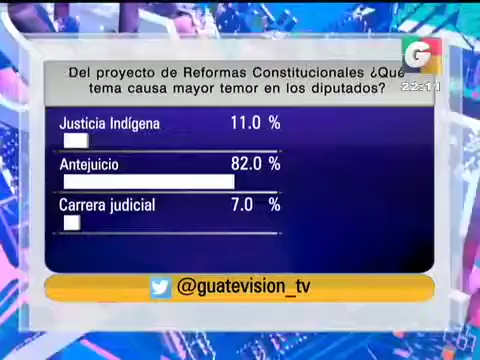 G
Del proyecto de Reformas Constitucionales ¿Qué
tema causa mayor temor en los diputados?
22:11
Justicia Indígena 11.0 %
Antejuicio 82.0 %
Carrera judicial 7.0 %
@guatevision_tv